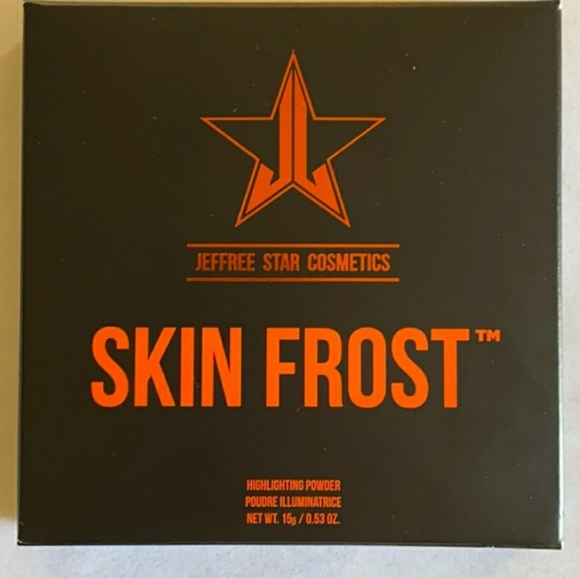 JEFFREE STAR COSMETICS
SKIN FROST™
HIGHLIGHTING POWDER
POUDRE ILLUMINATRICE
NET WT. 15g / 0.53 OZ.